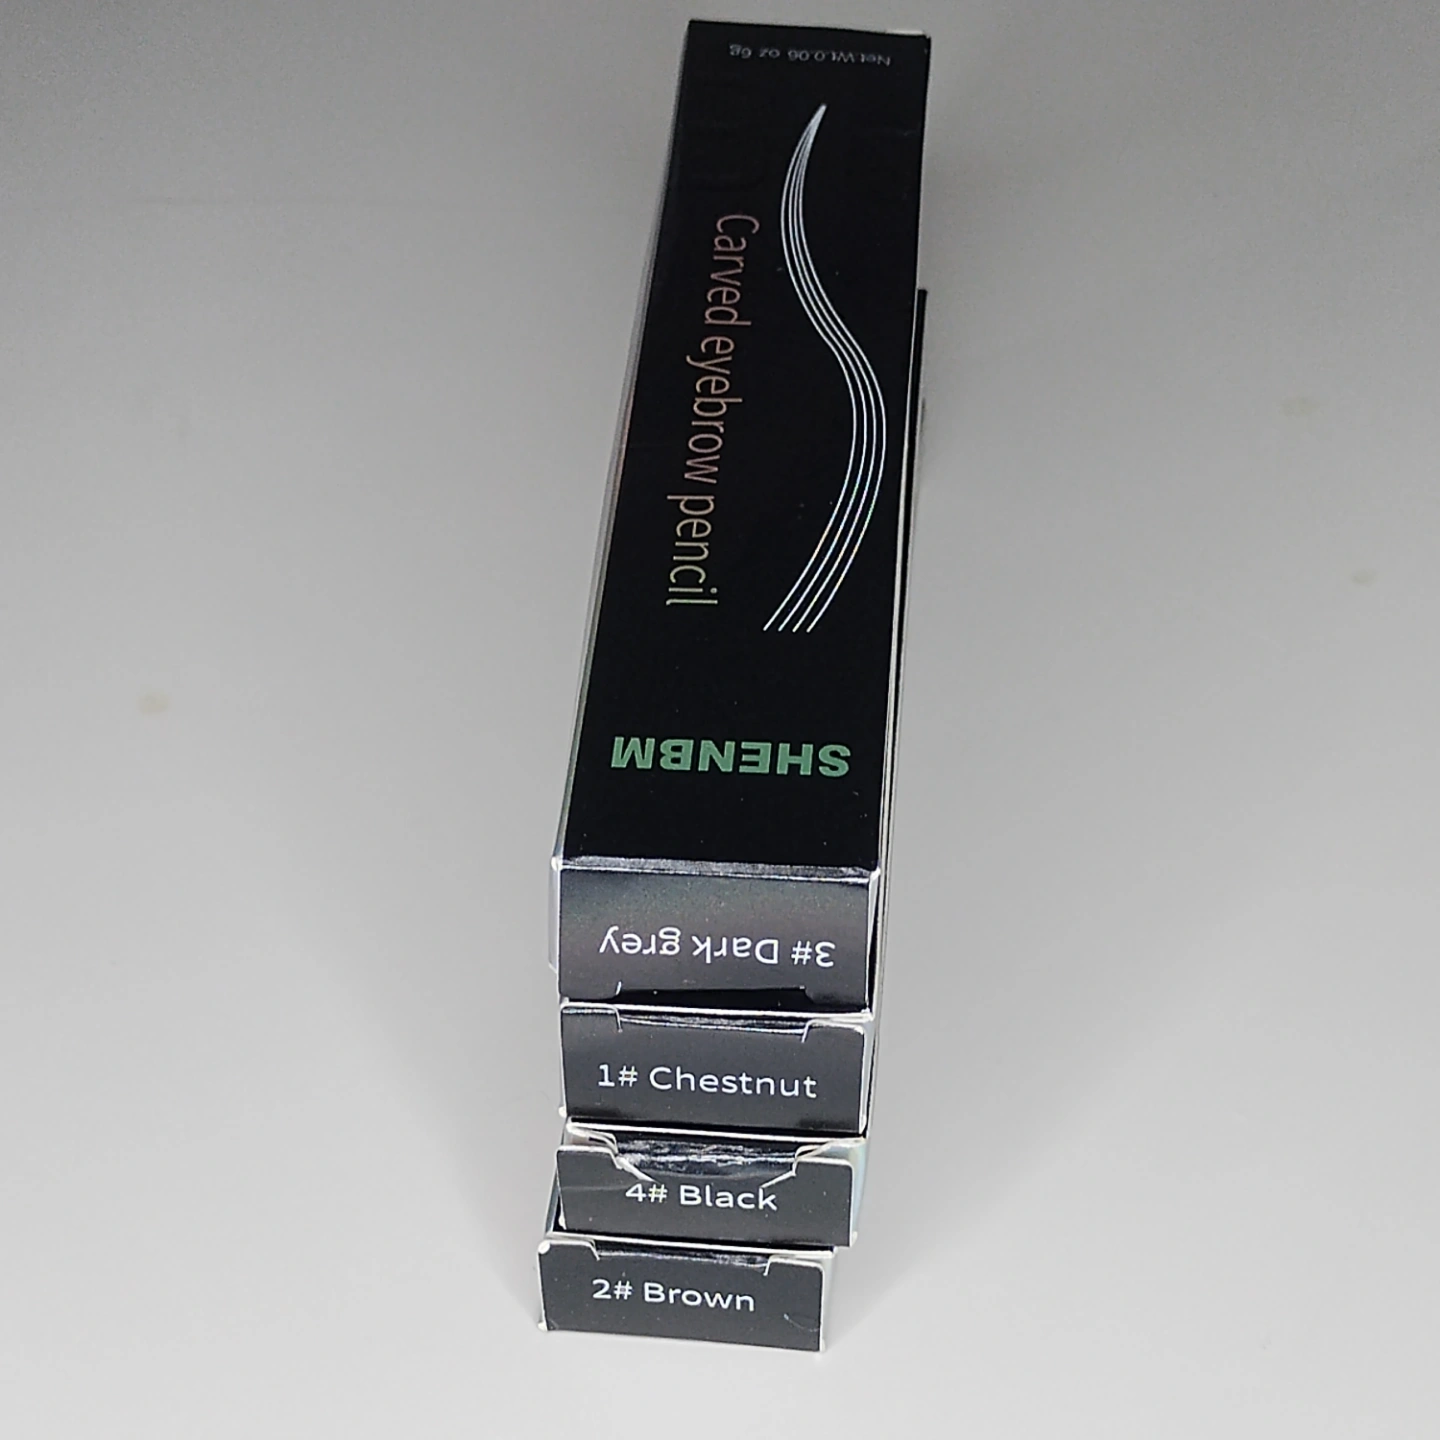 Net.Wt.0.06 oz 6g
Carved eyebrow pencil
SHENBM
3# Dark grey
1# Chestnut
4# Black
2# Brown